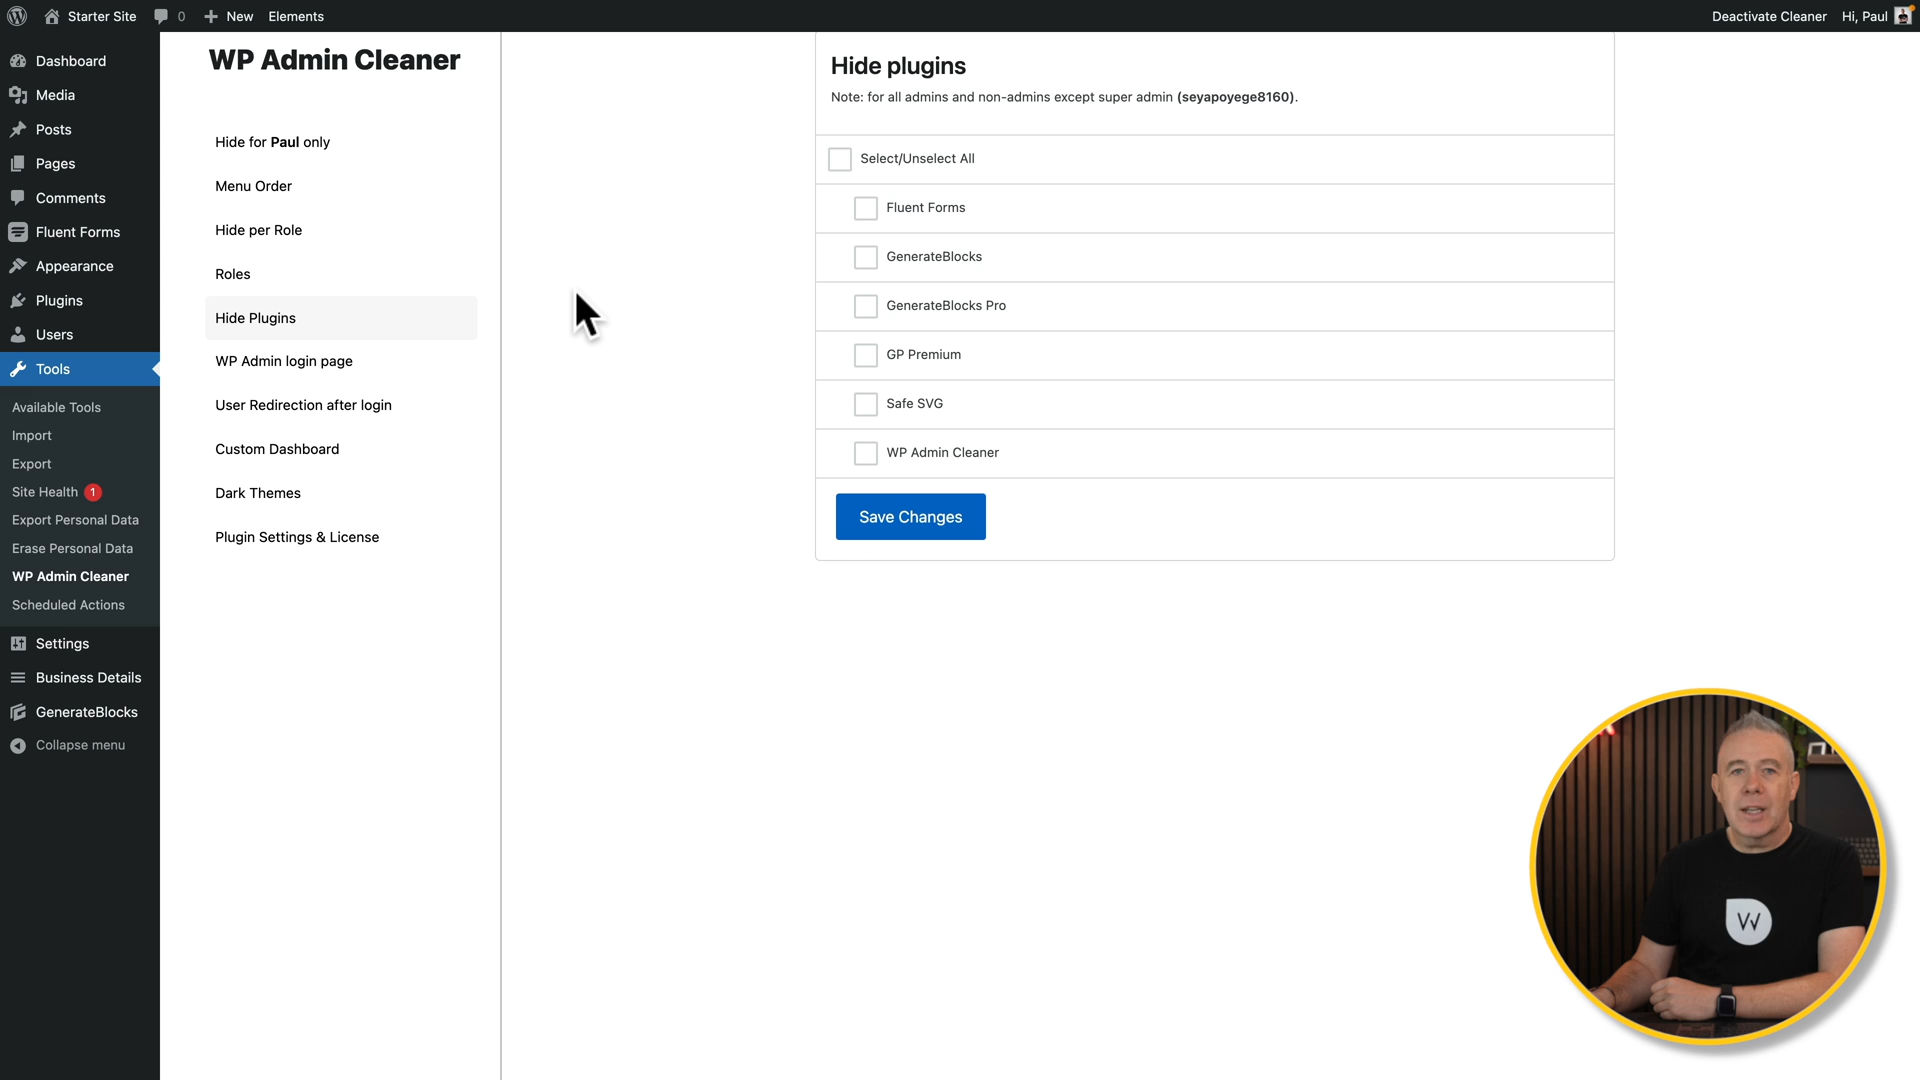 Starter Site
0
New
Elements
Deactivate Cleaner
Hi, Paul
Dashboard
Media
Posts
Pages
Comments
Fluent Forms
Appearance
Plugins
Users
Tools
Available Tools
Import
Export
Site Health 1
Export Personal Data
Erase Personal Data
WP Admin Cleaner
Scheduled Actions
Settings
Business Details
GenerateBlocks
Collapse menu
WP Admin Cleaner
Hide for Paul only
Menu Order
Hide per Role
Roles
Hide Plugins
WP Admin login page
User Redirection after login
Custom Dashboard
Dark Themes
Plugin Settings & License
Hide plugins
Note: for all admins and non-admins except super admin (seyapoyege8160).
Select/Unselect All
Fluent Forms
GenerateBlocks
GenerateBlocks Pro
GP Premium
Safe SVG
WP Admin Cleaner
Save Changes
W